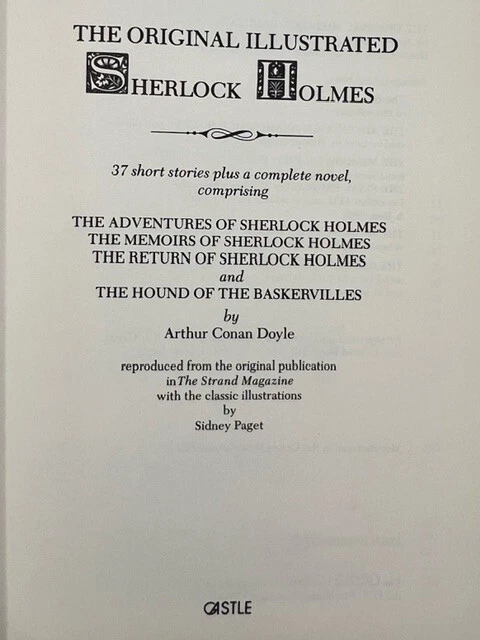 THE ORIGINAL ILLUSTRATED
SHERLOCK HOLMES
37 short stories plus a complete novel,
comprising
THE ADVENTURES OF SHERLOCK HOLMES
THE MEMOIRS OF SHERLOCK HOLMES
THE RETURN OF SHERLOCK HOLMES
and
THE HOUND OF THE BASKERVILLES
by
Arthur Conan Doyle
reproduced from the original publication
in The Strand Magazine
with the classic illustrations
by
Sidney Paget
CASTLE